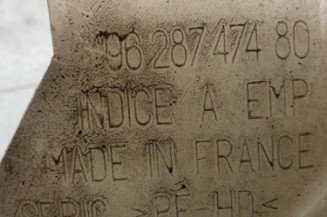 96 287 474 80
INDICE A EMP
MADE IN FRANCE
>PE-HD<